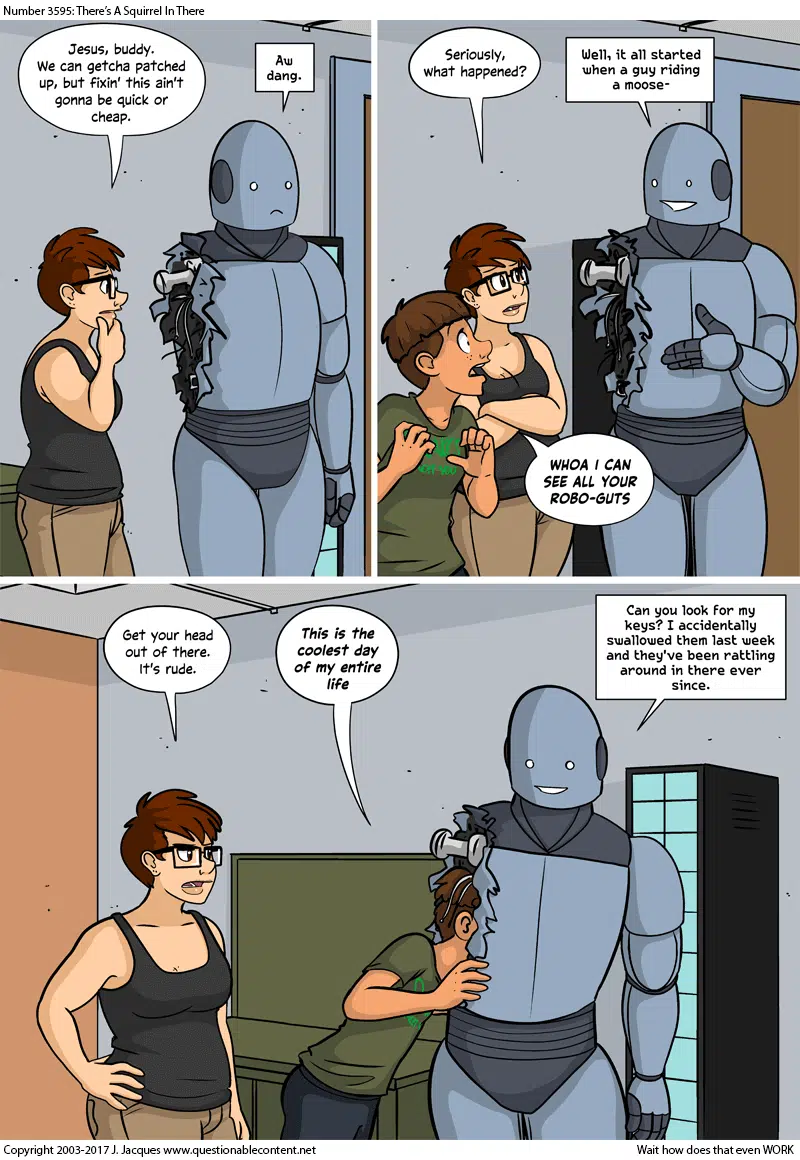 Number 3595: There's A Squirrel In There
Jesus, buddy.
We can getcha patched
up, but fixin' this ain't
gonna be quick or
cheap.
Aw
dang.
Seriously,
what happened?
Well, it all started
when a guy riding
a moose-
WHOA I CAN
SEE ALL YOUR
ROBO-GUTS
Get your head
out of there.
It's rude.
This is the
coolest day
of my entire
life
Can you look for my
keys? I accidentally
swallowed them last week
and they've been rattling
around in there ever
since.
Copyright 2003-2017 J. Jacques www.questionablecontent.net
Wait how does that even WORK